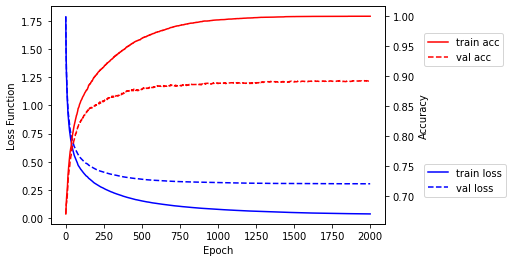 Loss Function
1.75
1.50
1.25
1.00
0.75
0.50
0.25
0.00
0 250 500 750 1000 1250 1500 1750 2000
Epoch
1.00
0.95
0.90
0.85
0.80
0.75
0.70
Accuracy
train acc
val acc
train loss
val loss